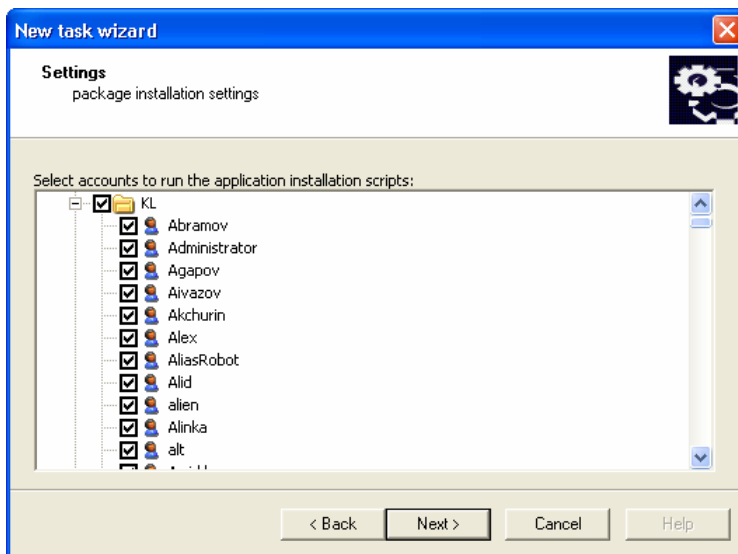 New task wizard
Settings
package installation settings
Select accounts to run the application installation scripts:
KL
Abramov
Administrator
Agapov
Aivazov
Akchurin
Alex
AliasRobot
Alid
alien
Alinka
alt
< Back
Next >
Cancel
Help